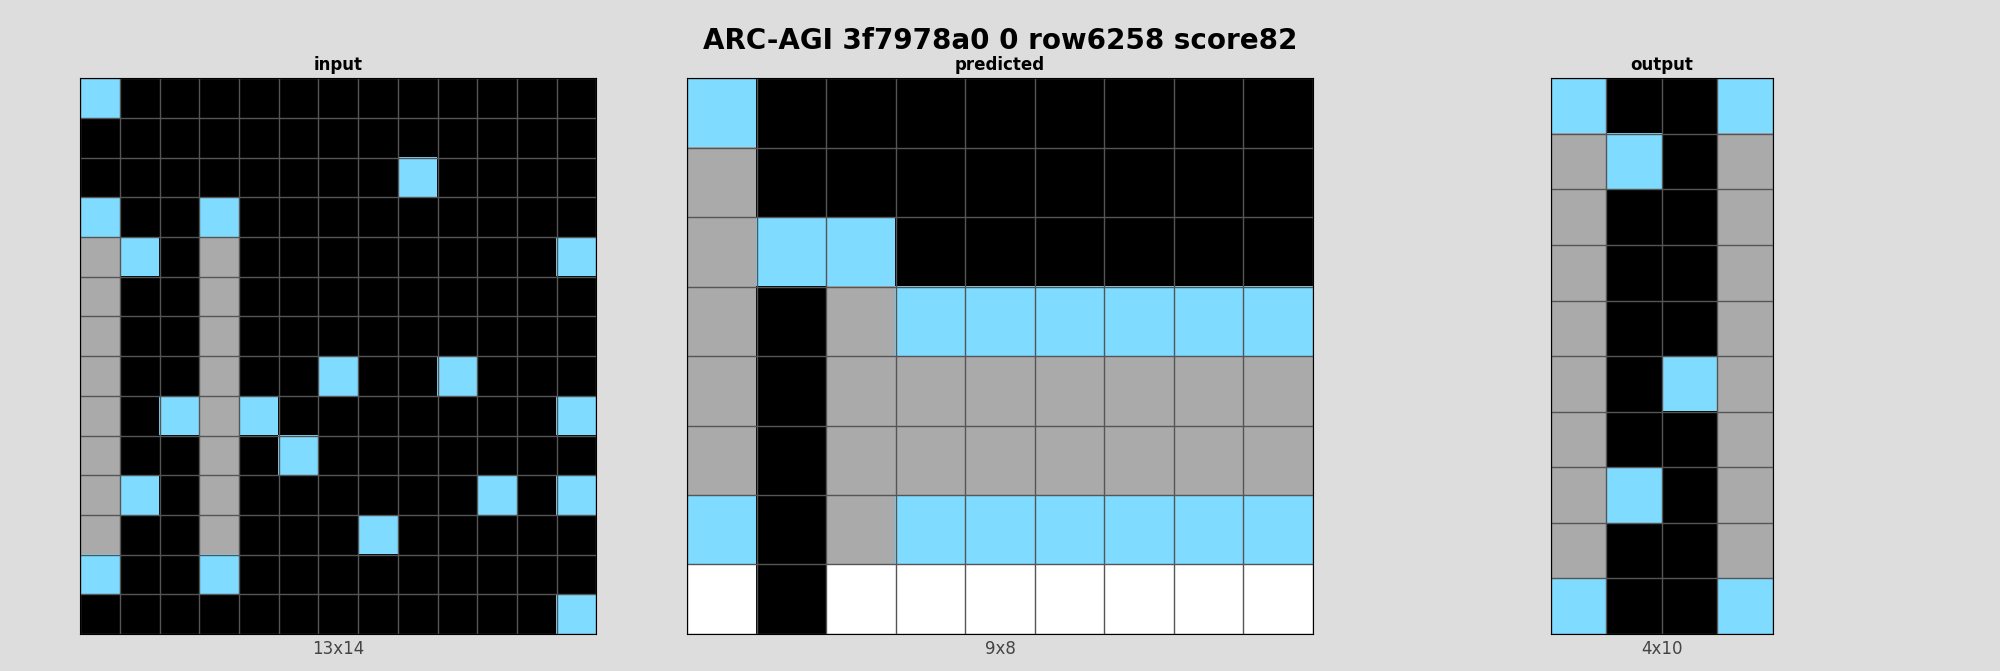 ARC-AGI 3f7978a0 0 row6258 score82
input
predicted
output
13x14
9x8
4x10